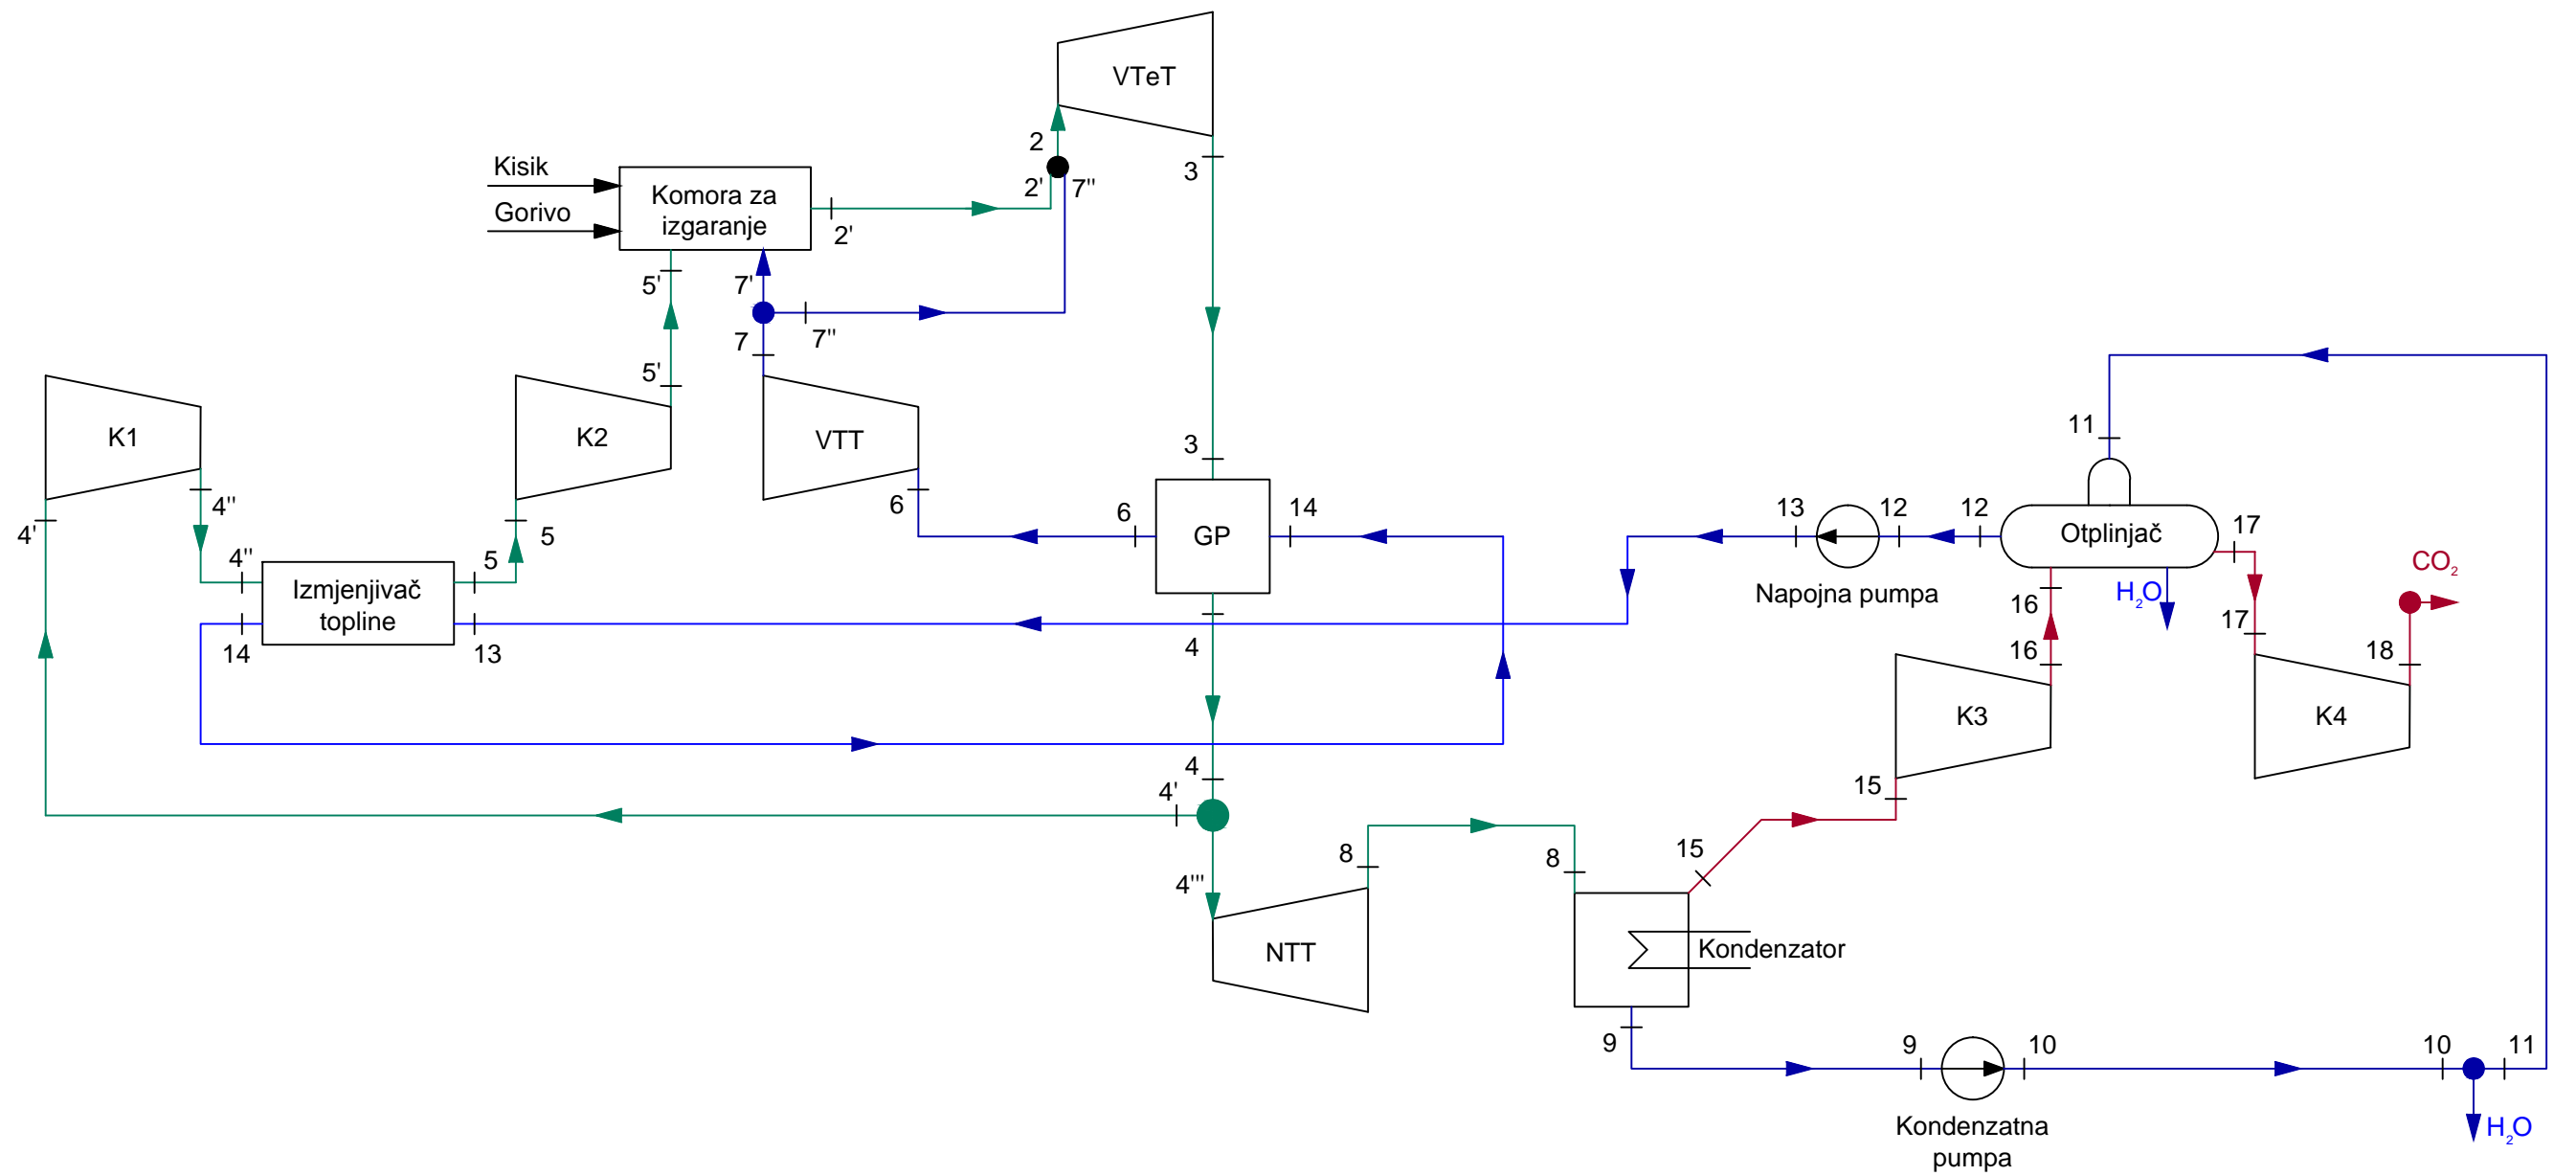 VTeT
2
3
Kisik
Gorivo
Komora za
izgaranje
2'
7''
2'
5'
7'
7
7''
5'
K1
K2
VTT
3
11
4'
4''
5
6
6
14
GP
13
12
12
Otplinjač
17
CO2
4''
5
Izmjenjivač
topline
14
13
4
Napojna pumpa
16
H2O
17
16
18
K3
K4
4
4'
15
8
8
15
4'''
NTT
Kondenzator
9
9
10
10
11
Kondenzatna
pumpa
H2O